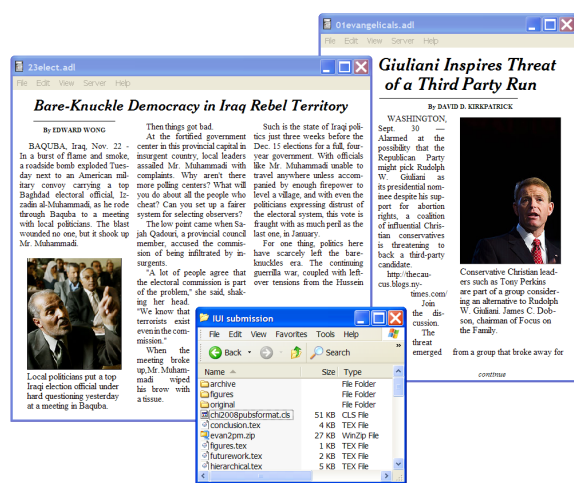 01evangelicals.adl
File Edit View Server Help
Giuliani Inspires Threat
of a Third Party Run
By DAVID D. KIRKPATRICK
WASHINGTON,
Sept. 30 —
Alarmed at the
possibility that the
Republican Party
might pick Rudolph
W. Giuliani as
its presidential nom-
inee despite his sup-
port for abortion
rights, a coalition
of influential Chris-
tian conservatives
is threatening to
back a third-party
candidate.
http://thecau-
cus.blogs.ny-
times.com/
Join
the dis-
cussion.
The
threat
emerged from a group that broke away for
Conservative Christian lead-
ers such as Tony Perkins
are part of a group consider-
ing an alternative to Rudolph
W. Giuliani. James C. Dob-
son, chairman of Focus on
the Family.
continue
23elect.adl
File Edit View Server Help
Bare-Knuckle Democracy in Iraq Rebel Territory
By EDWARD WONG
BAQUBA, Iraq, Nov. 22 -
In a burst of flame and smoke,
a roadside bomb exploded Tues-
day next to an American mil-
itary convoy carrying a top
Baghdad electoral official, Iz-
zadin al-Muhammadi, as he rode
through Baquba to a meeting
with local politicians. The blast
wounded no one, but it shook up
Mr. Muhammadi.
Local politicians put a top
Iraqi election official under
hard questioning yesterday
at a meeting in Baquba.
Then things got bad.
At the fortified government
center in this provincial capital in
insurgent country, local leaders
assailed Mr. Muhammadi with
complaints. Why aren't there
more polling centers? What will
you do about all the people who
cheat? Can you set up a fairer
system for selecting observers?
The low point came when Sa-
jah Qadouri, a provincial council
member, accused the commis-
sion of being infiltrated by in-
surgents.
"A lot of people agree that
the electoral commission is part
of the problem," she said, shak-
ing her head.
"We know that
terrorists exist
even in the com-
mission."
When the
meeting broke
up, Mr. Muham-
madi wiped
his brow with
a tissue.
Such is the state of Iraqi poli-
tics just three weeks before the
Dec. 15 elections for a full, four-
year government. With officials
like Mr. Muhammadi unable to
travel anywhere unless accom-
panied by enough firepower to
level a village, and with even the
politicians expressing distrust of
the electoral system, this vote is
fraught with as much peril as the
last one, in January.
For one thing, politics here
have scarcely left the bare-
knuckles era. The continuing
guerrilla war, coupled with left-
over tensions from the Hussein
IUI submission
File Edit View Favorites Tools Help
Back Search
Name Size Type
archive File Folder
figures File Folder
original File Folder
chi2008pubsformat.cls 51 KB CLS File
conclusion.tex 4 KB TEX File
evan2pm.zip 27 KB WinZip File
figures.tex 1 KB TEX File
futurework.tex 2 KB TEX File
hierarchical.tex 5 KB TEX File